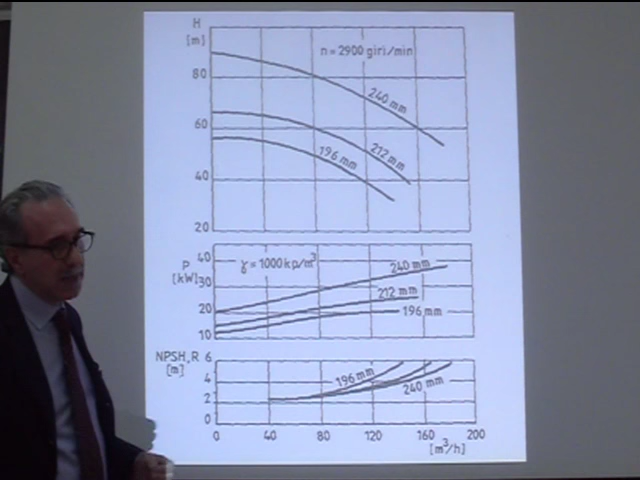 H
[m]
n = 2900 giri/min
80
60
40
20
240 mm
212 mm
196 mm
P
[kW]
γ = 1000 kp/m³
40
30
20
10
240 mm
212 mm
196 mm
NPSH,R
[m]
6
4
2
0
196 mm
240 mm
0 40 80 120 160 200
[m³/h]